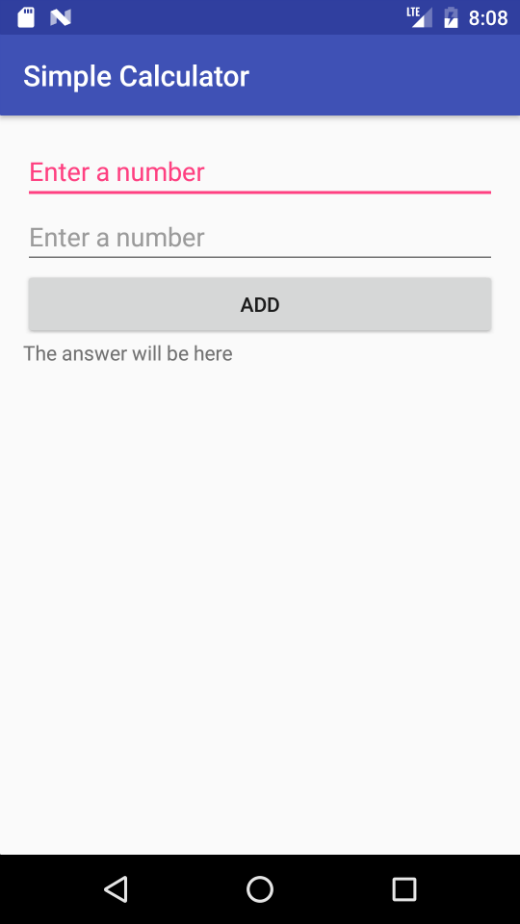 LTE 8:08
Simple Calculator
Enter a number
Enter a number
ADD
The answer will be here